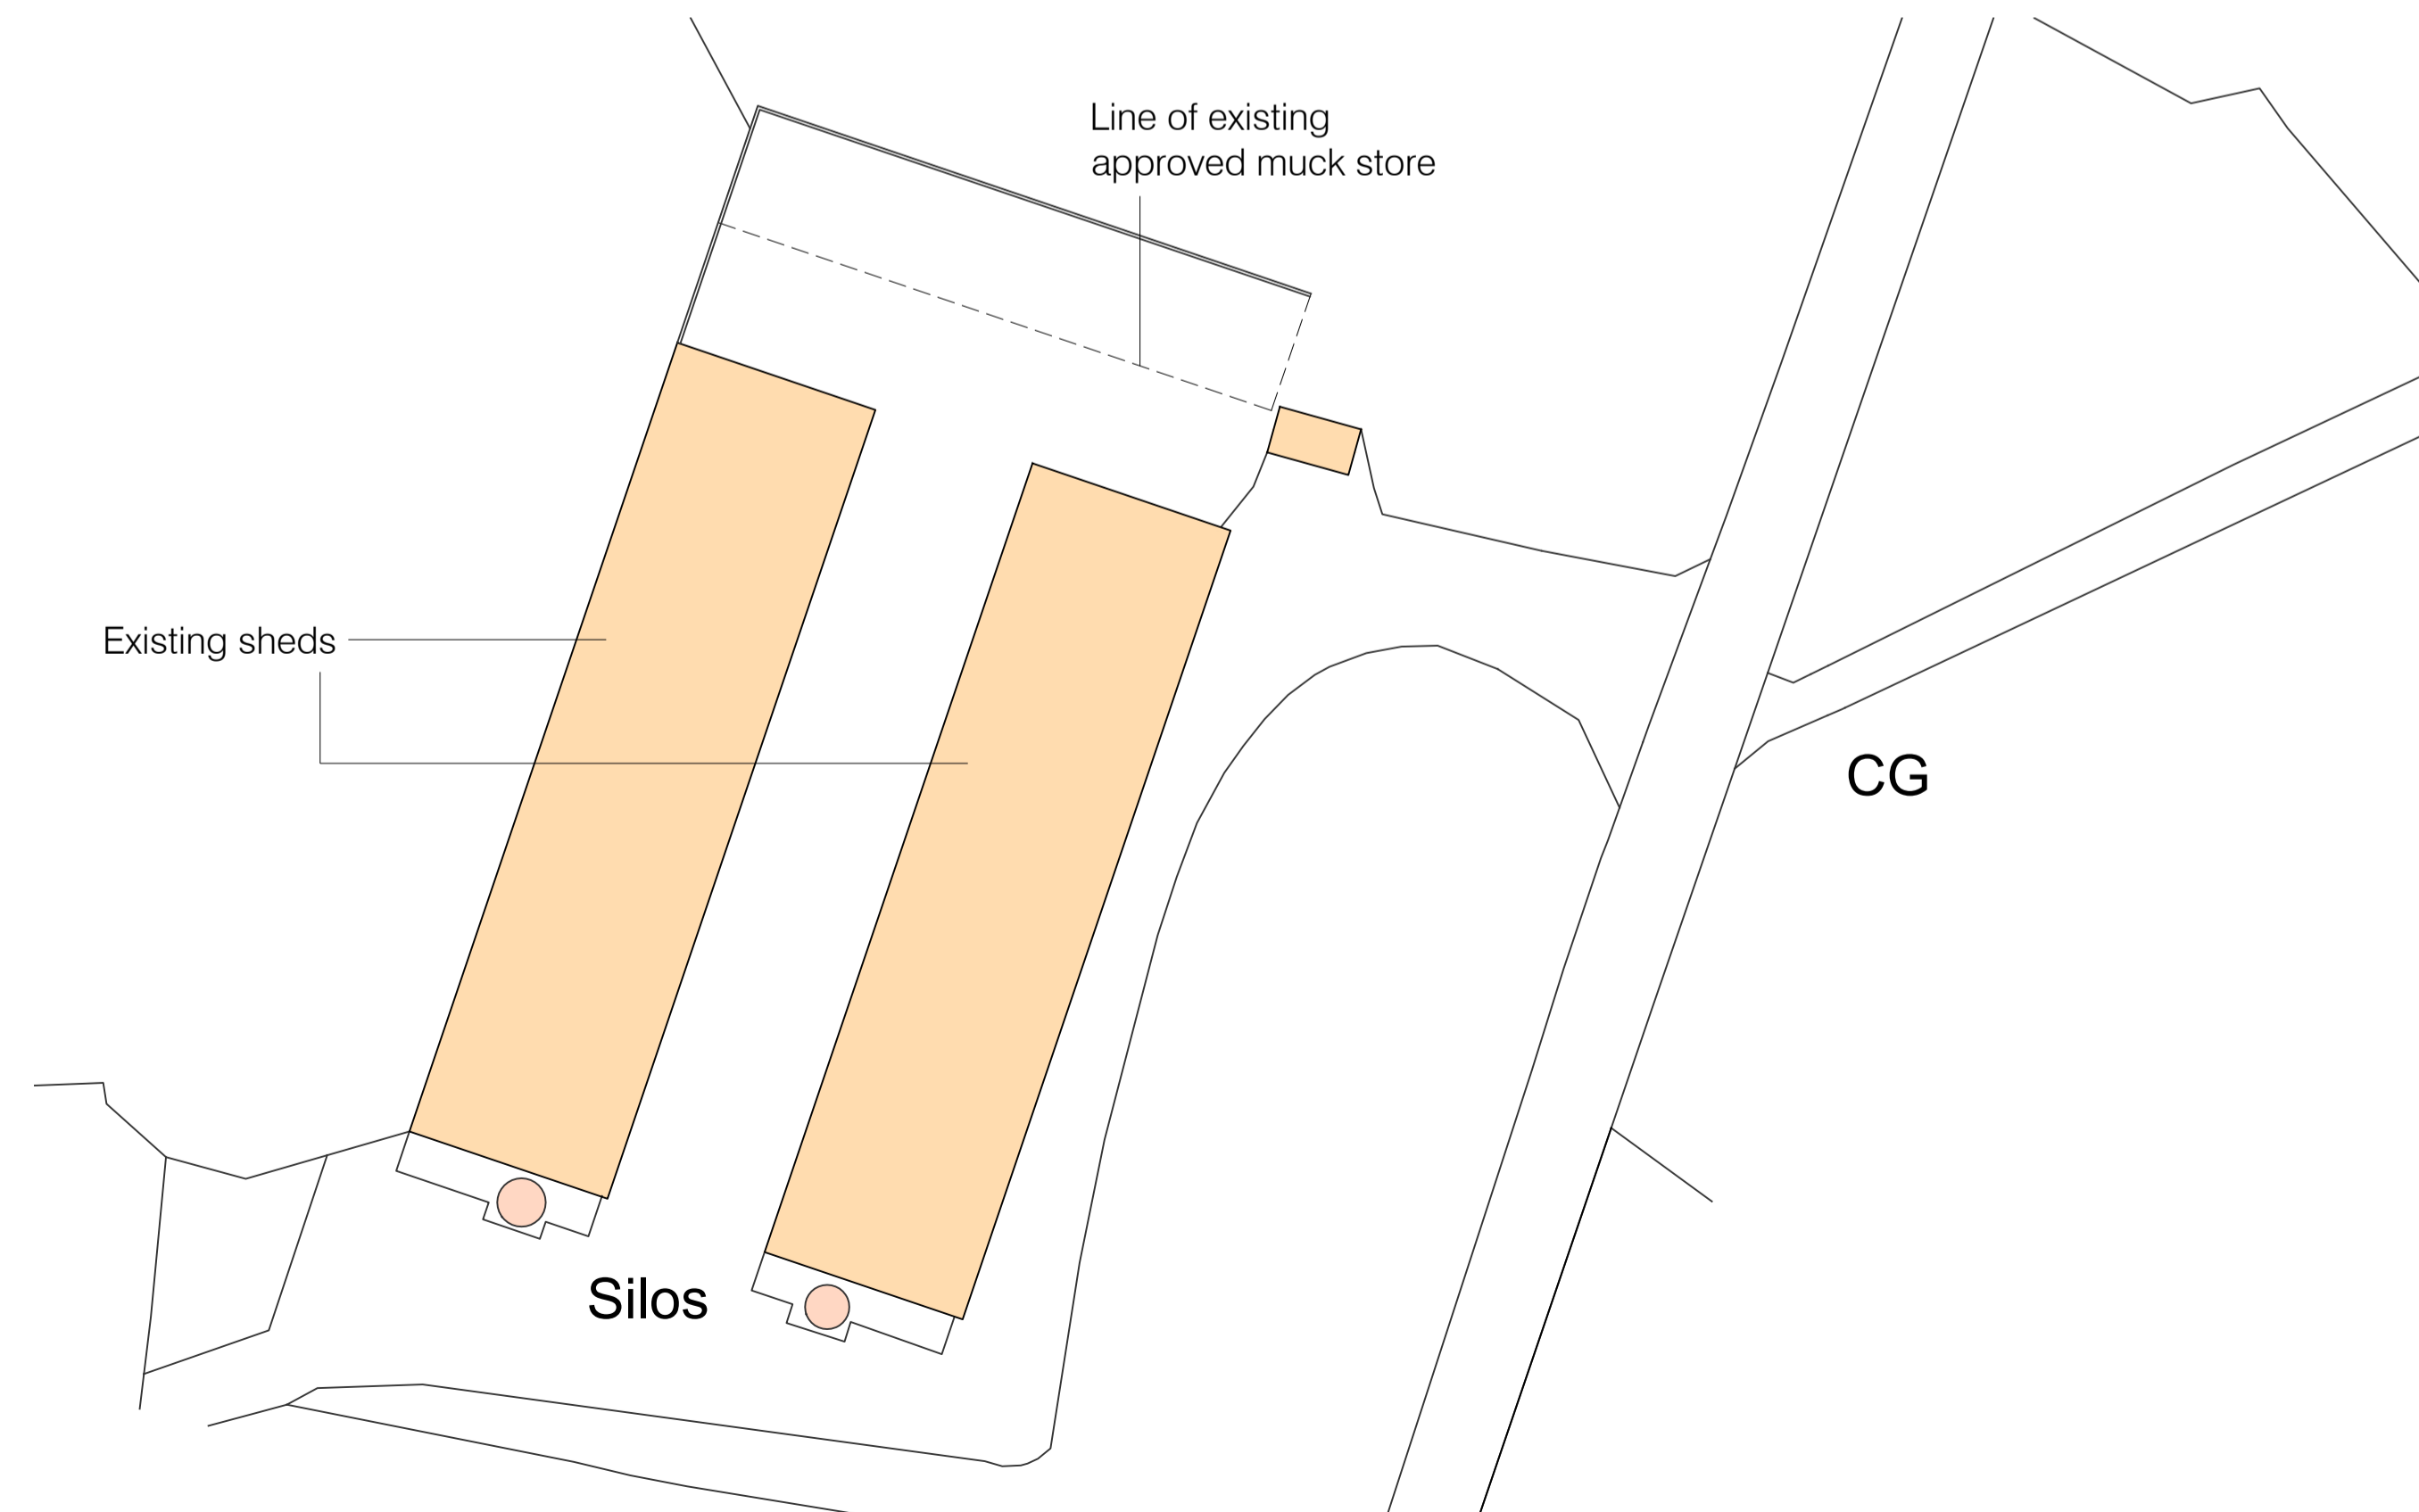 Line of existing
approved muck store
Existing sheds
CG
Silos